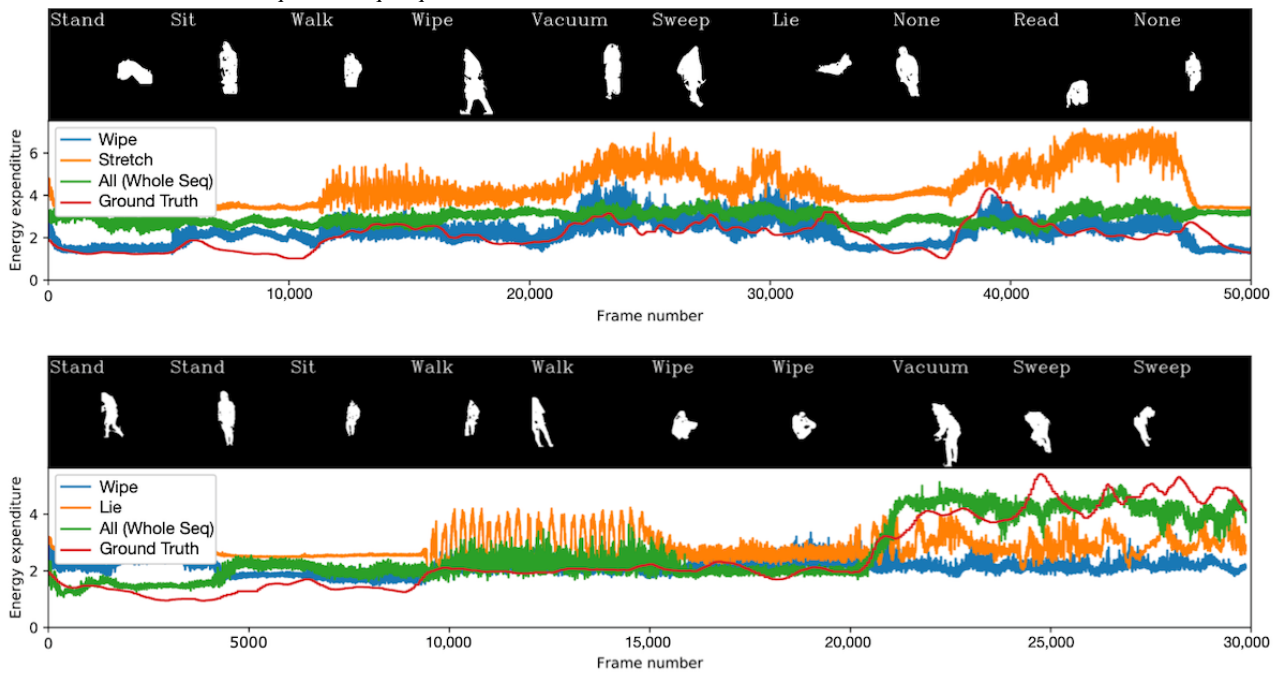 Stand Sit Walk Wipe Vacuum Sweep Lie None Read None
Energy expenditure
6
4
2
0
Wipe
Stretch
All (Whole Seq)
Ground Truth
0 10,000 20,000 30,000 40,000 50,000
Frame number
Stand Stand Sit Walk Walk Wipe Wipe Vacuum Sweep Sweep
Energy expenditure
4
2
0
Wipe
Lie
All (Whole Seq)
Ground Truth
0 5000 10,000 15,000 20,000 25,000 30,000
Frame number